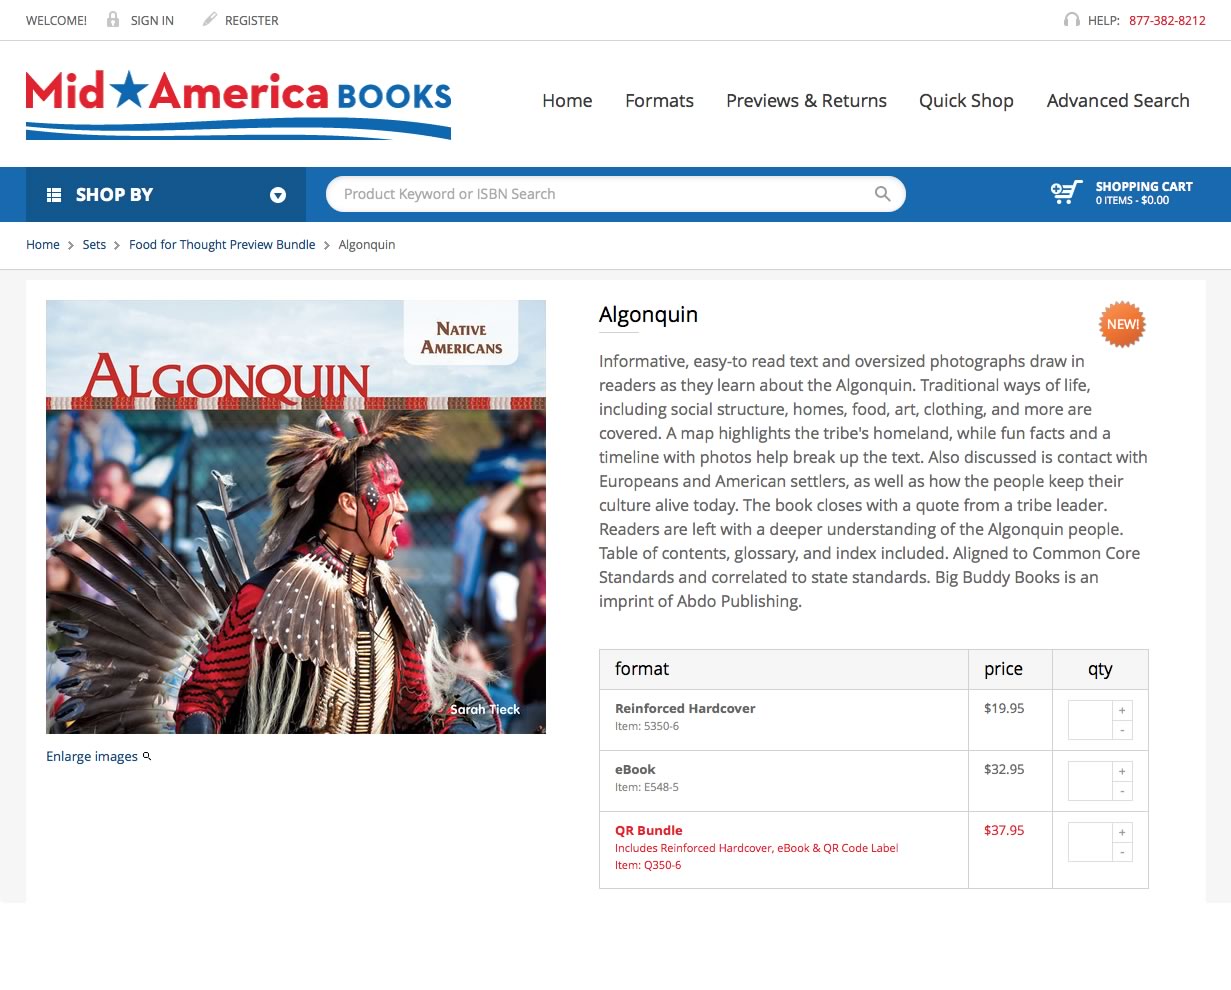 WELCOME! SIGN IN REGISTER HELP: 877-382-8212
Mid America BOOKS
Home Formats Previews & Returns Quick Shop Advanced Search
SHOP BY
Product Keyword or ISBN Search
SHOPPING CART
0 ITEMS - $0.00
Home > Sets > Food for Thought Preview Bundle > Algonquin
NATIVE
AMERICANS
ALGONQUIN
Sarah Tieck
Enlarge images
Algonquin
NEW!
Informative, easy-to read text and oversized photographs draw in
readers as they learn about the Algonquin. Traditional ways of life,
including social structure, homes, food, art, clothing, and more are
covered. A map highlights the tribe's homeland, while fun facts and a
timeline with photos help break up the text. Also discussed is contact with
Europeans and American settlers, as well as how the people keep their
culture alive today. The book closes with a quote from a tribe leader.
Readers are left with a deeper understanding of the Algonquin people.
Table of contents, glossary, and index included. Aligned to Common Core
Standards and correlated to state standards. Big Buddy Books is an
imprint of Abdo Publishing.
format price qty
Reinforced Hardcover $19.95 +
Item: 5350-6 -
eBook $32.95 +
Item: E548-5 -
QR Bundle $37.95 +
Includes Reinforced Hardcover, eBook & QR Code Label -
Item: Q350-6